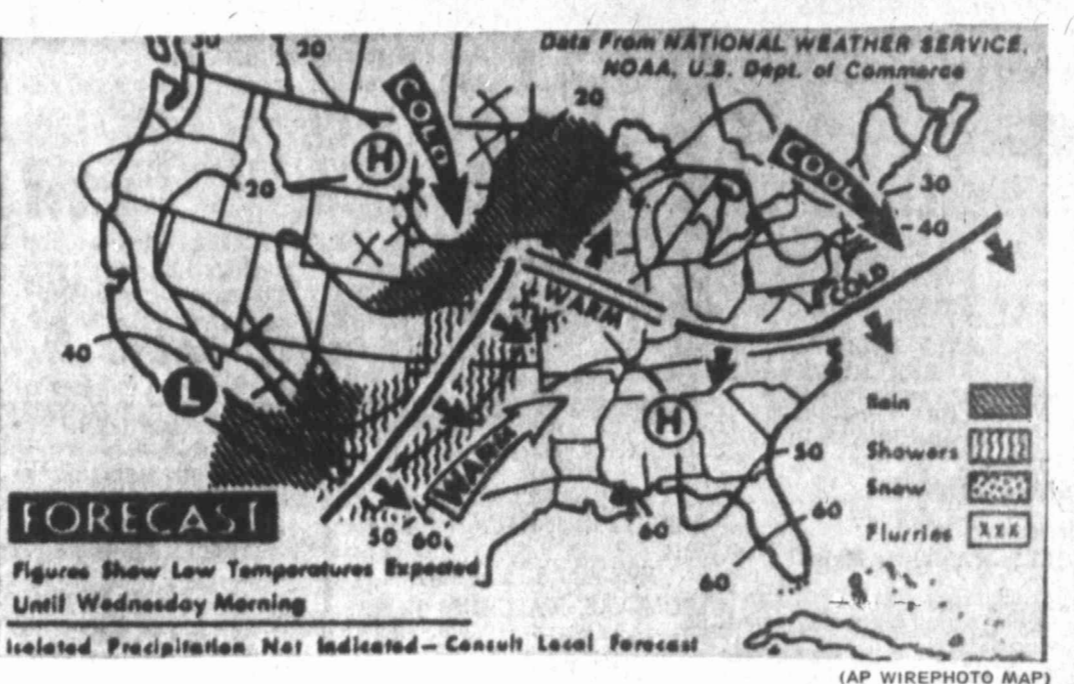 Data From NATIONAL WEATHER SERVICE,
NOAA, U.S. Dept. of Commerce
30
20
20
COLD
H
COOL
20
30
40
COLD
WARM
40
L
H
WARM
Rain
Showers
Snow
Flurries
50
60
60
60
50 60
FORECAST
Figures Show Low Temperatures Expected
Until Wednesday Morning
Isolated Precipitation Not Indicated — Consult Local Forecast
(AP WIREPHOTO MAP)